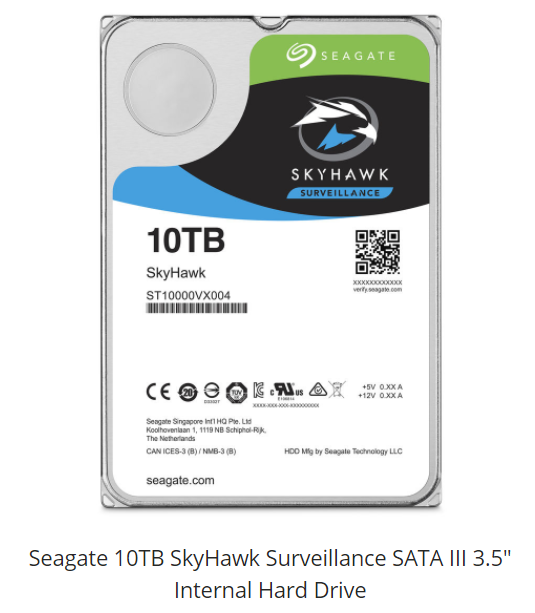 SEAGATE
SKYHAWK
SURVEILLANCE
10TB
SkyHawk
ST10000VX004
XXXXXXXXXXXX
verify.seagate.com
+5V 0.XX A
+12V 0.XX A
Seagate Singapore Int'l HQ Pte. Ltd
Koolhovenlaan 1, 1119 NB Schiphol-Rijk,
The Netherlands
CAN ICES-3 (B) / NMB-3 (B)
HDD Mfg by Seagate Technology LLC
seagate.com
Seagate 10TB SkyHawk Surveillance SATA III 3.5"
Internal Hard Drive